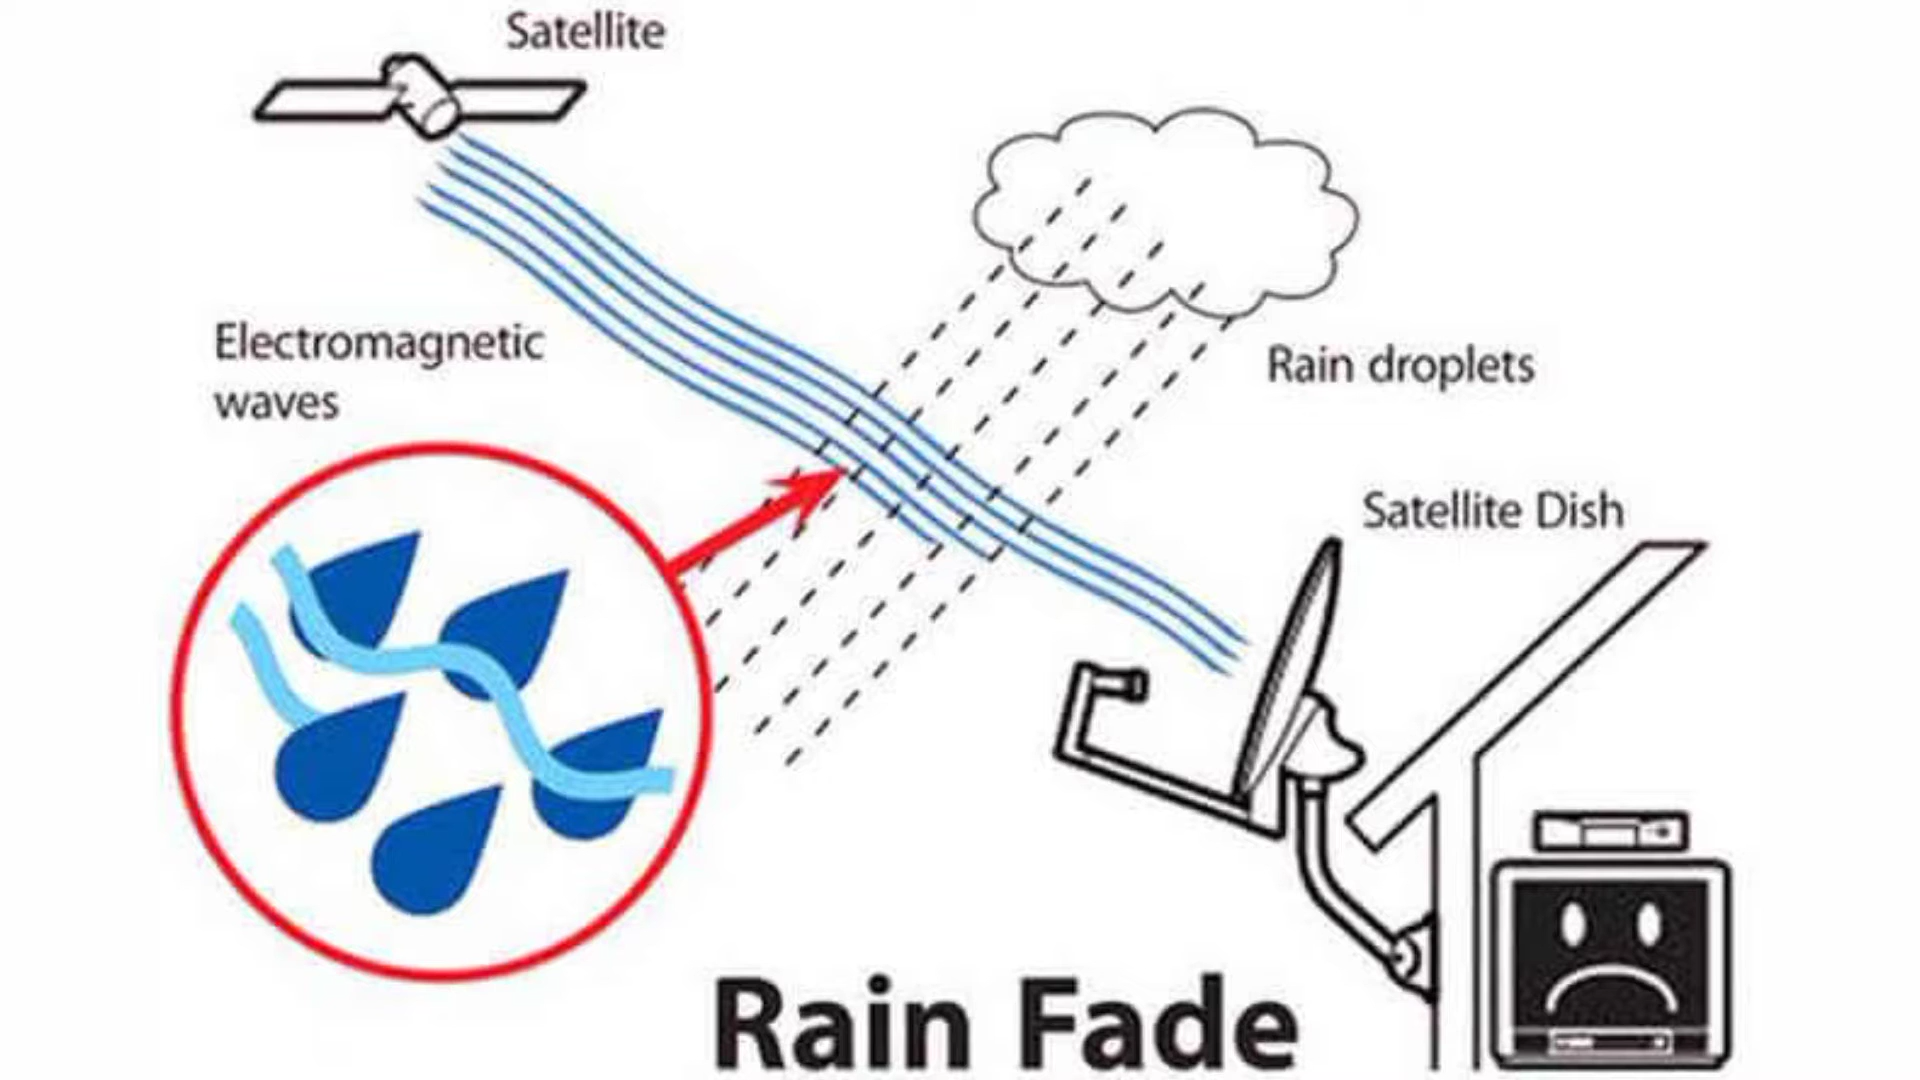 Satellite
Electromagnetic
waves
Rain droplets
Satellite Dish
Rain Fade